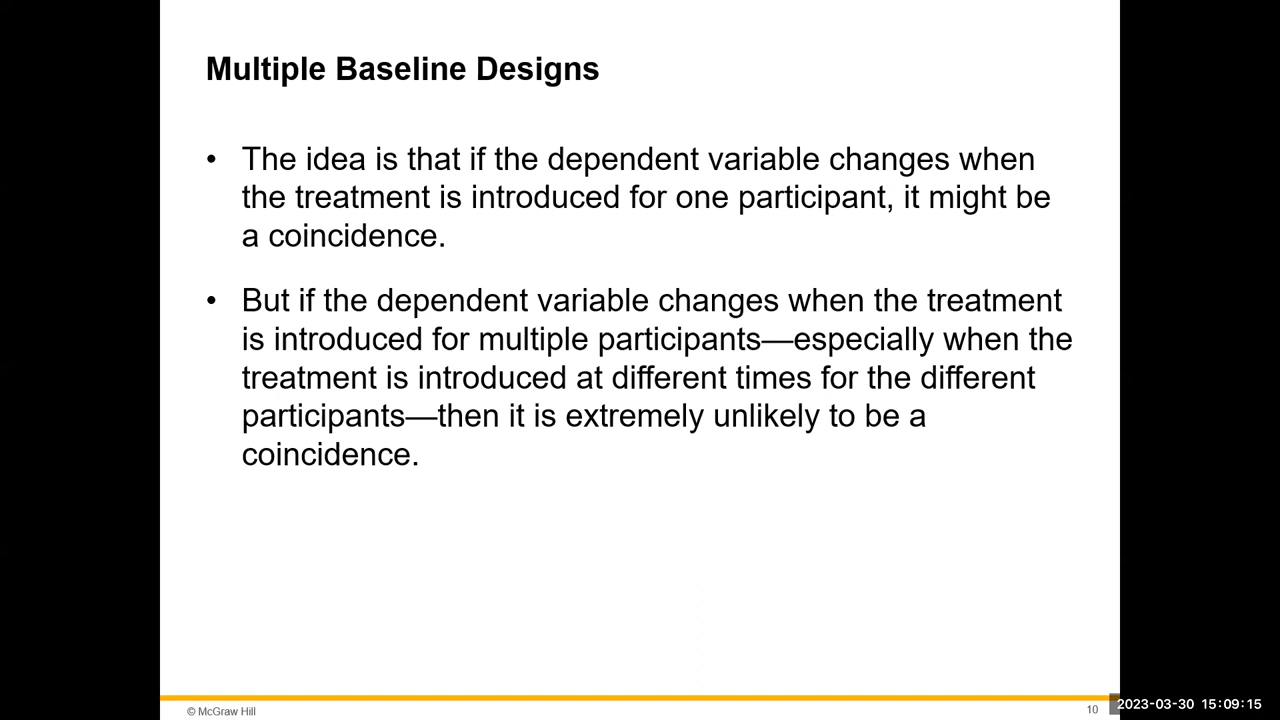 Multiple Baseline Designs
• The idea is that if the dependent variable changes when
the treatment is introduced for one participant, it might be
a coincidence.
• But if the dependent variable changes when the treatment
is introduced for multiple participants—especially when the
treatment is introduced at different times for the different
participants—then it is extremely unlikely to be a
coincidence.
© McGraw Hill
10
2023-03-30 15:09:15